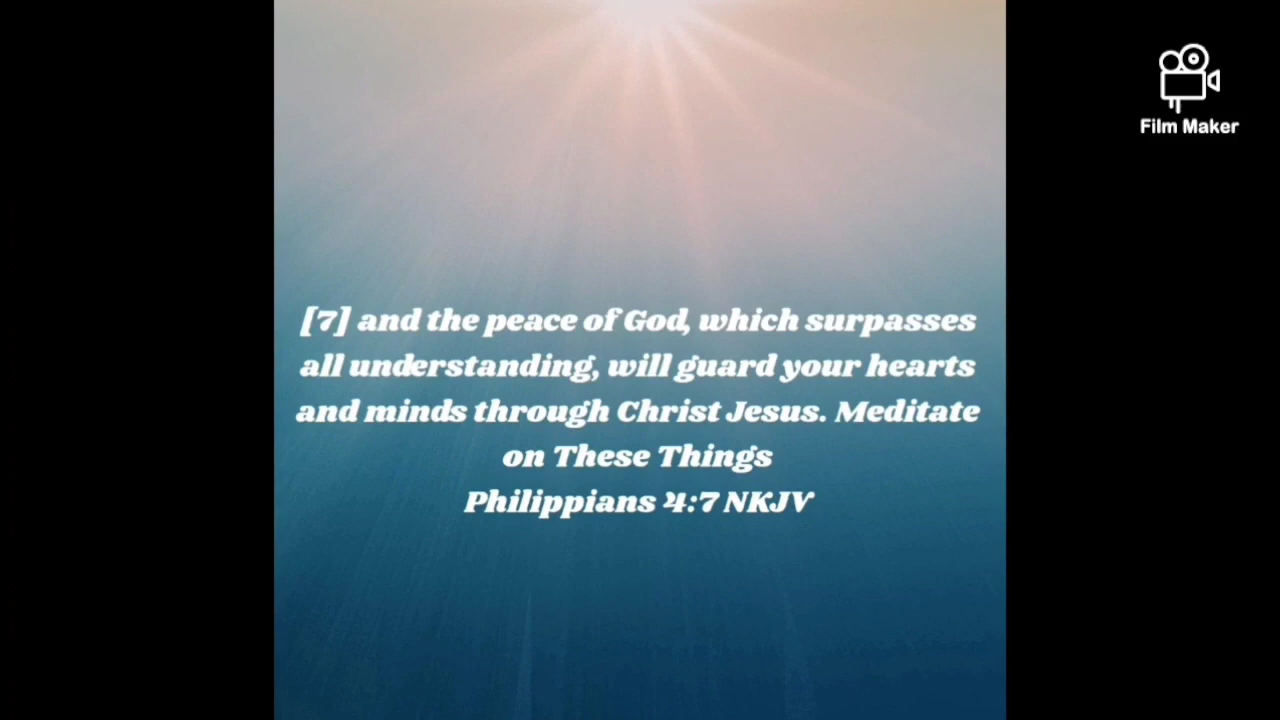 [7] and the peace of God, which surpasses
all understanding, will guard your hearts
and minds through Christ Jesus. Meditate
on These Things
Philippians 4:7 NKJV
Film Maker